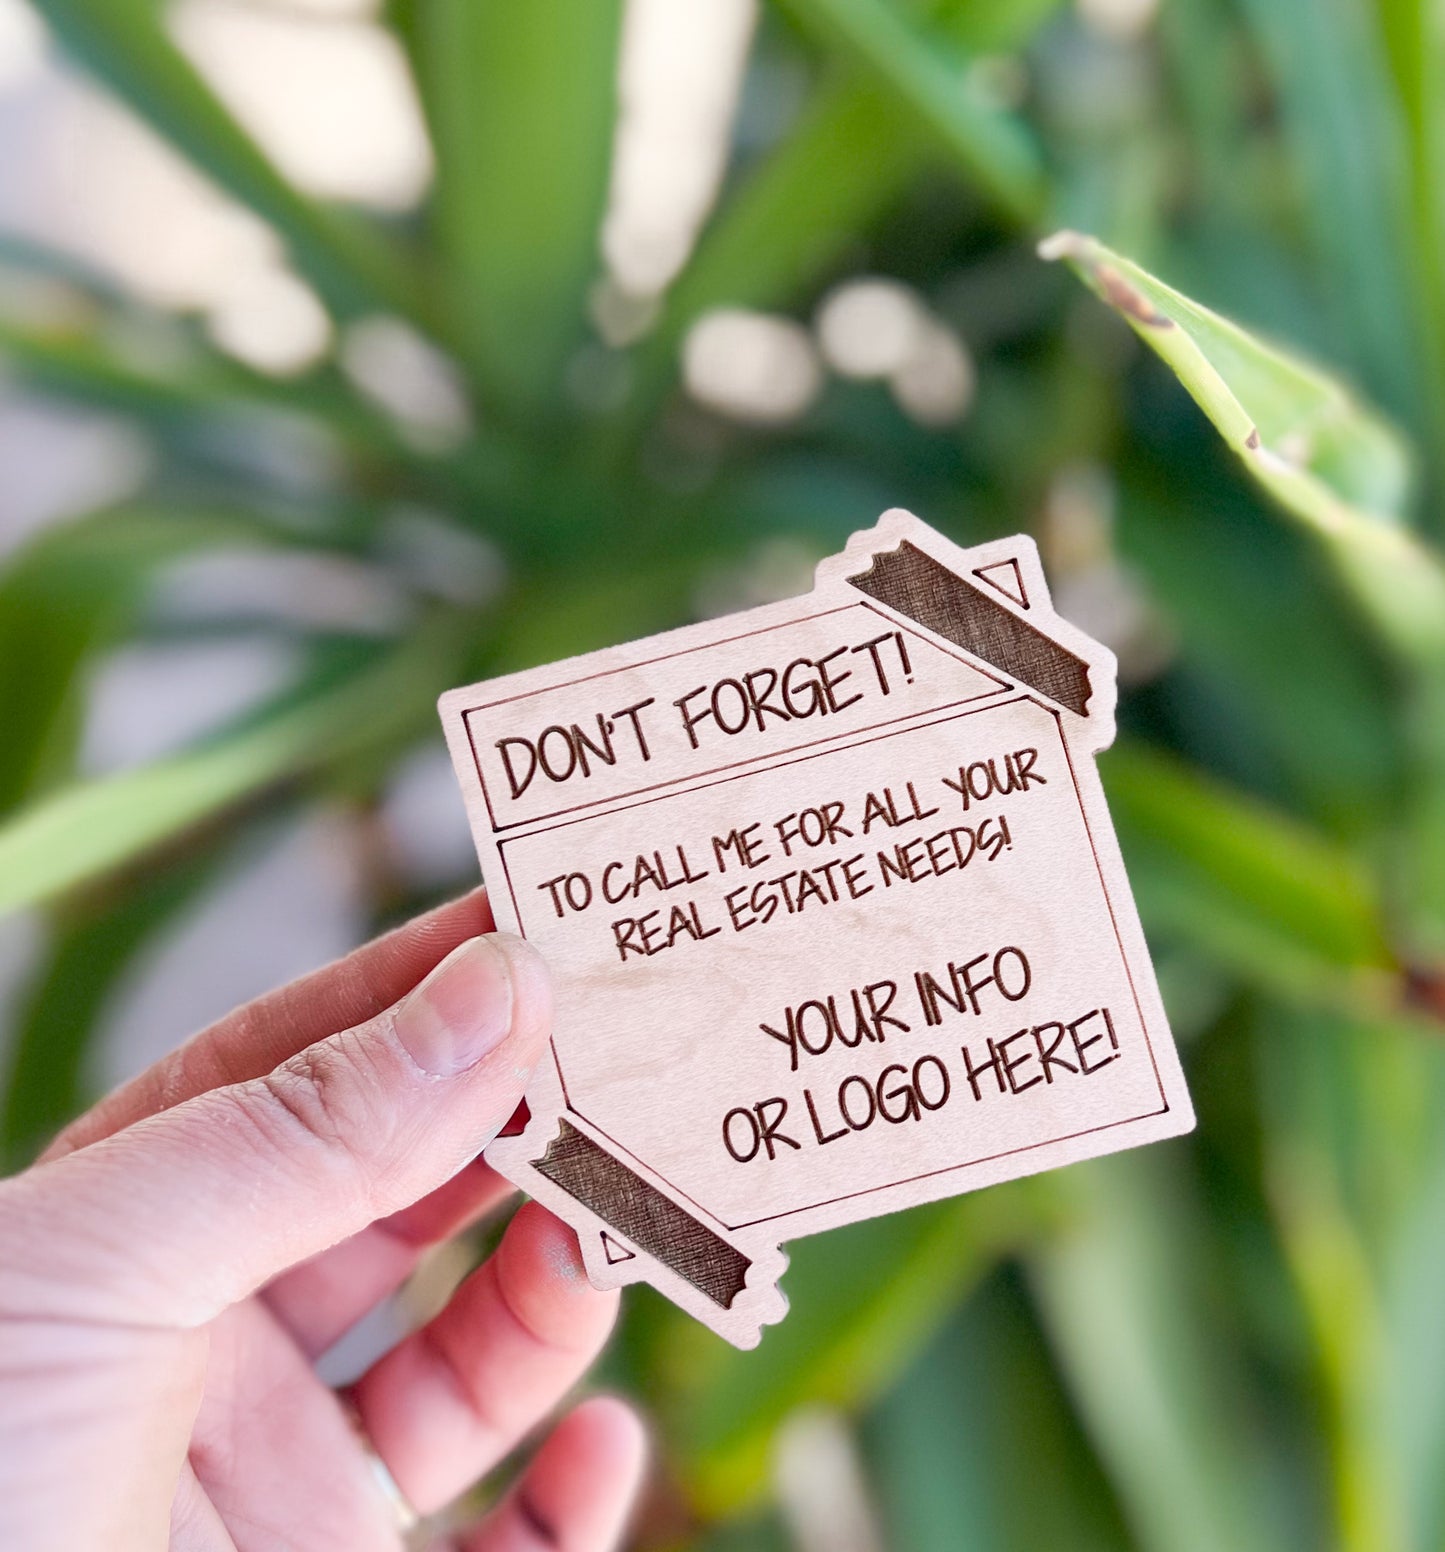 DON'T FORGET!
TO CALL ME FOR ALL YOUR
REAL ESTATE NEEDS!
YOUR INFO
OR LOGO HERE!